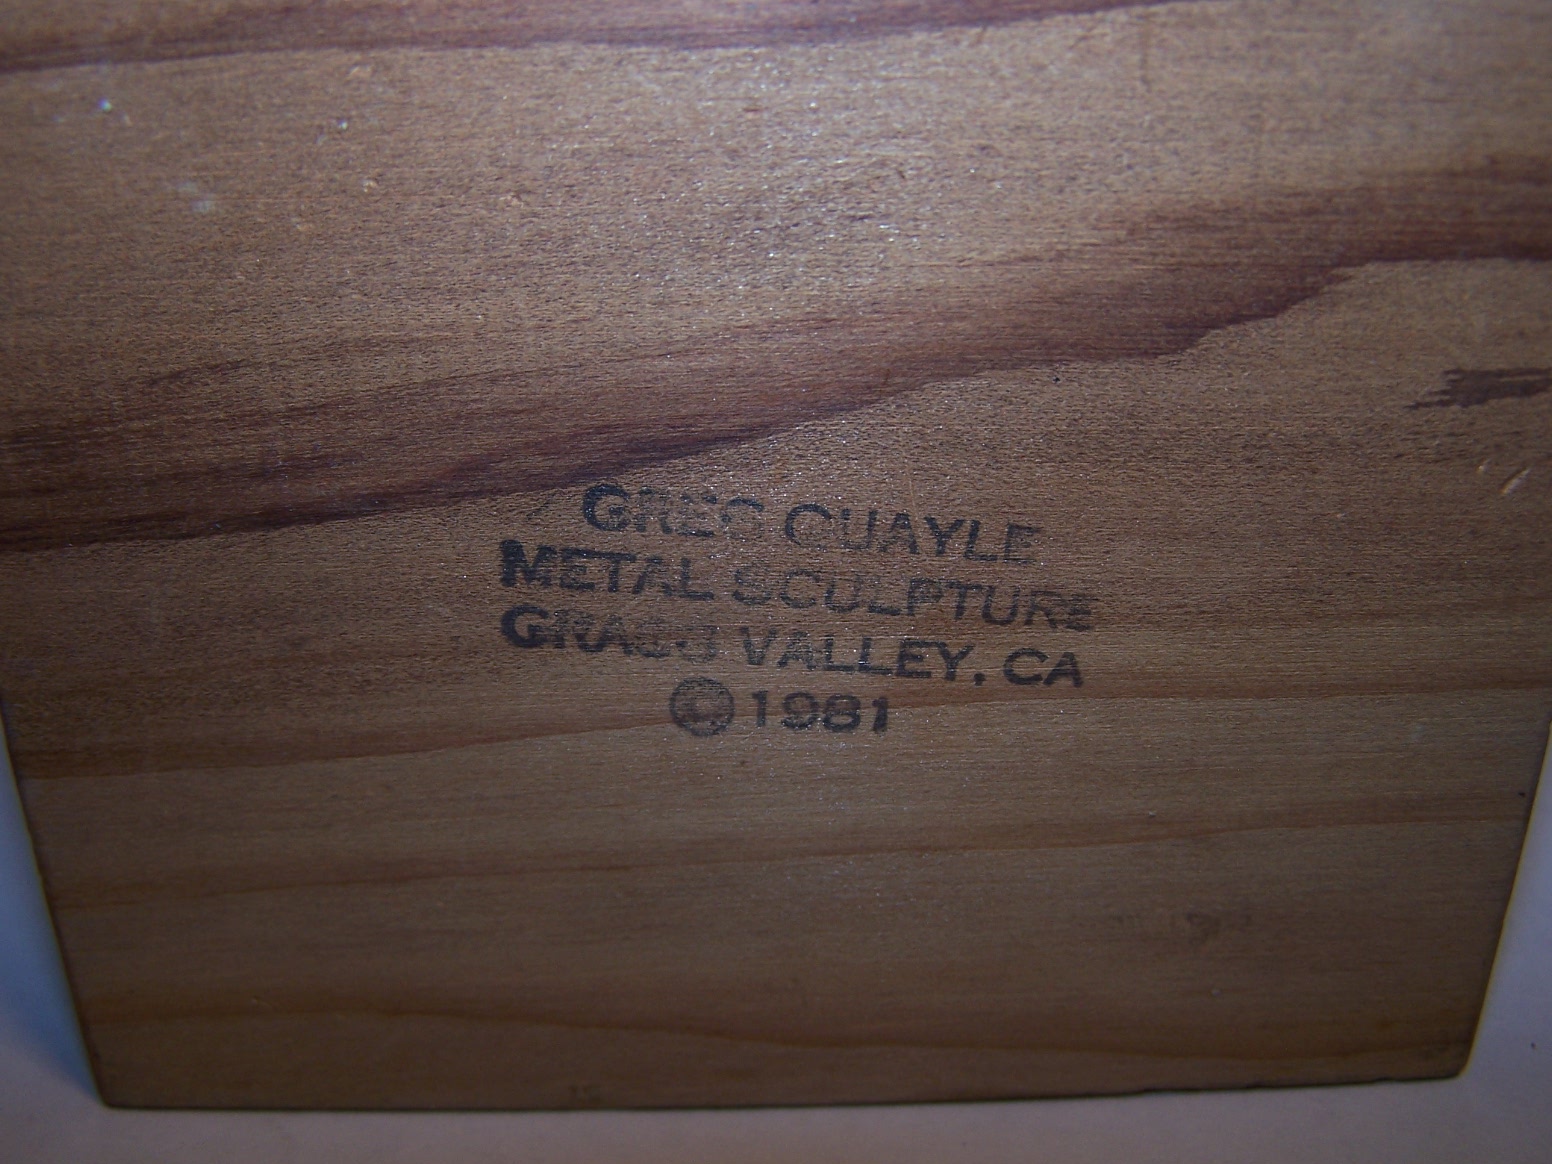 GREG QUAYLE
METAL SCULPTURE
GRASS VALLEY, CA
©1981